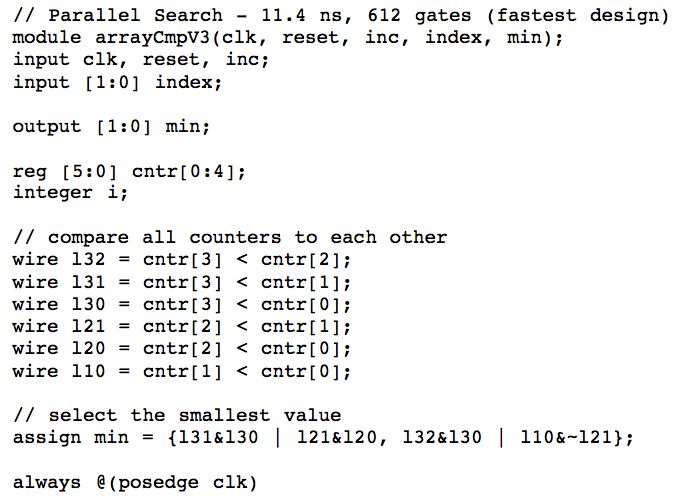 // Parallel Search - 11.4 ns, 612 gates (fastest design)
module arrayCmpV3(clk, reset, inc, index, min);
input clk, reset, inc;
input [1:0] index;
output [1:0] min;
reg [5:0] cntr[0:4];
integer i;
// compare all counters to each other
wire l32 = cntr[3] < cntr[2];
wire l31 = cntr[3] < cntr[1];
wire l30 = cntr[3] < cntr[0];
wire l21 = cntr[2] < cntr[1];
wire l20 = cntr[2] < cntr[0];
wire l10 = cntr[1] < cntr[0];
// select the smallest value
assign min = {l31&l30 | l21&l20, l32&l30 | l10&~l21};
always @(posedge clk)